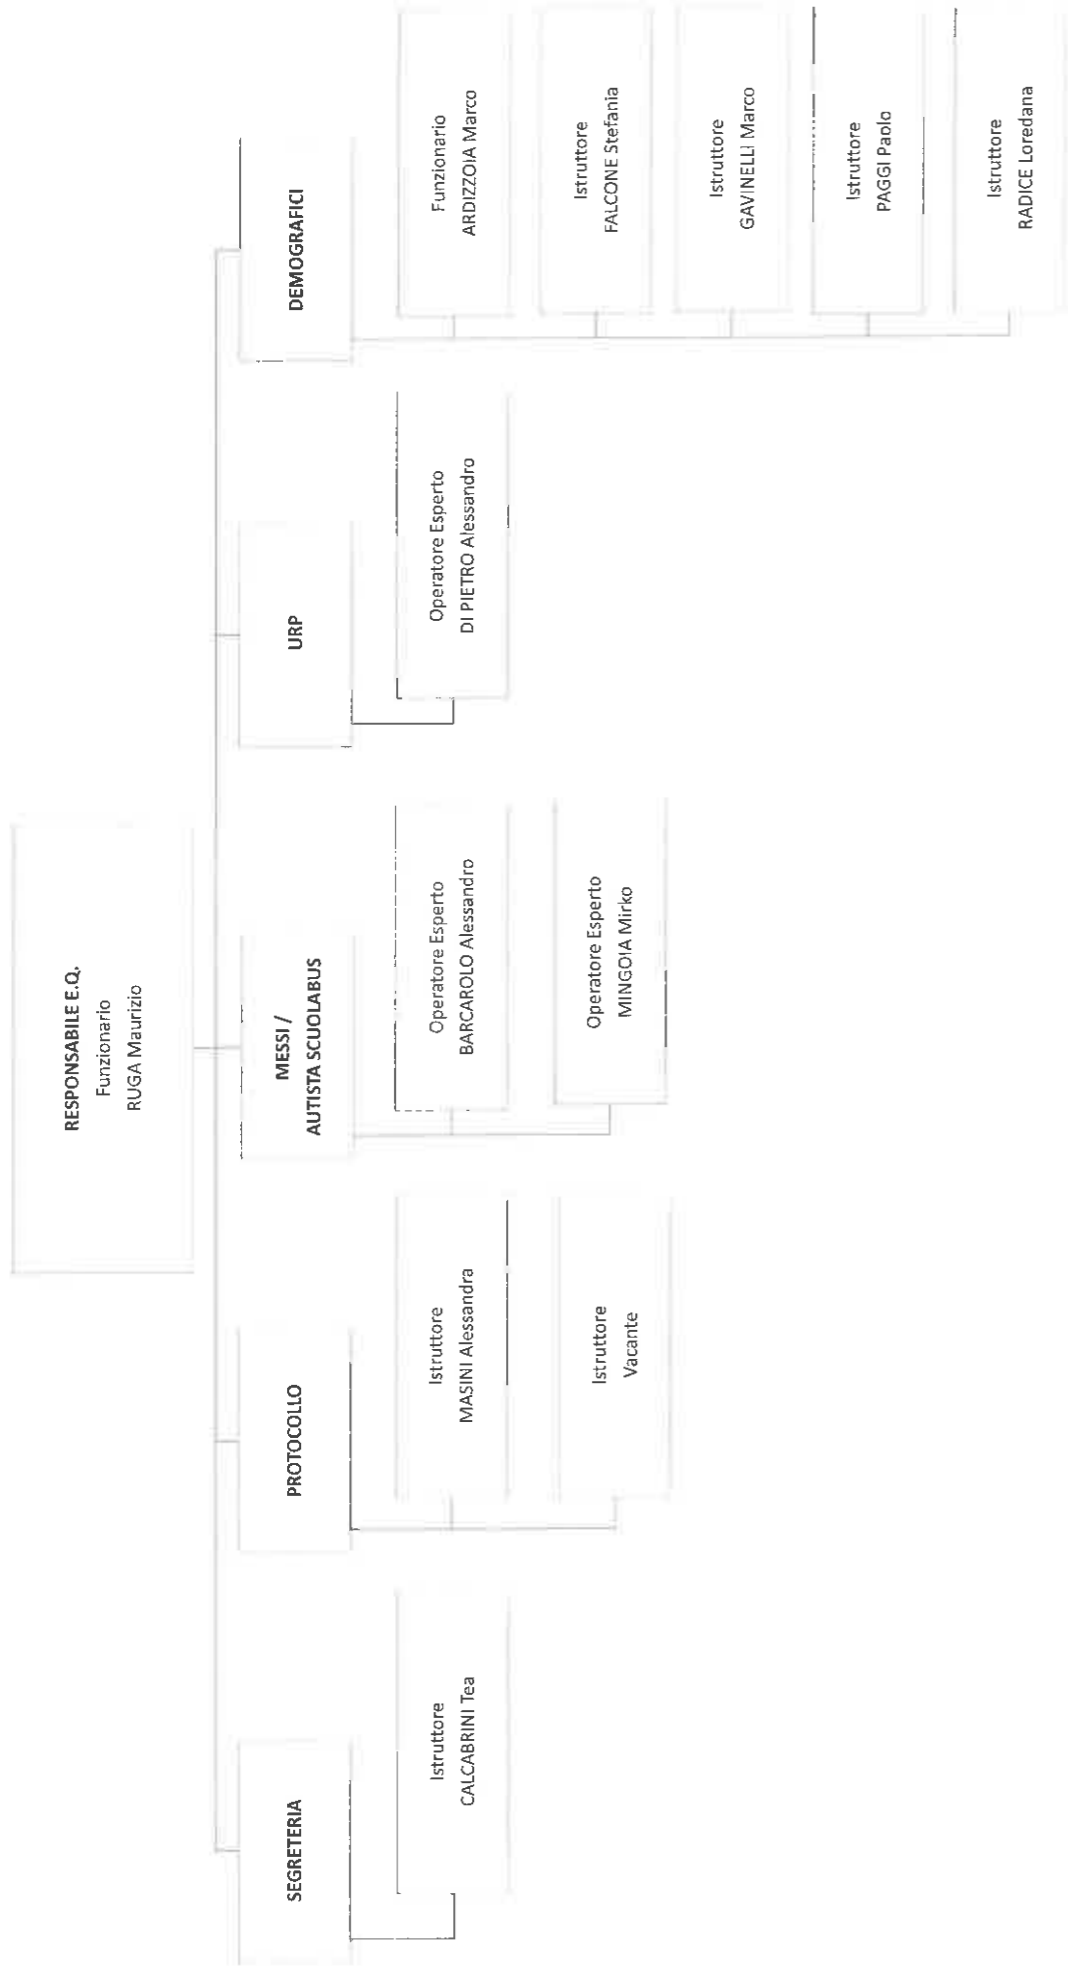 RESPONSABILE E.Q.
Funzionario
RUGA Maurizio
SEGRETERIA
Istruttore
CALCABRINI Tea
PROTOCOLLO
Istruttore
MASINI Alessandra
Istruttore
Vacante
MESSI /
AUTISTA SCUOLABUS
Operatore Esperto
BARCAROLO Alessandro
Operatore Esperto
MINGOIA Mirko
URP
Operatore Esperto
DI PIETRO Alessandro
DEMOGRAFICI
Funzionario
ARDIZZOIA Marco
Istruttore
FALCONE Stefania
Istruttore
GAVINELLI Marco
Istruttore
PAGGI Paolo
Istruttore
RADICE Loredana